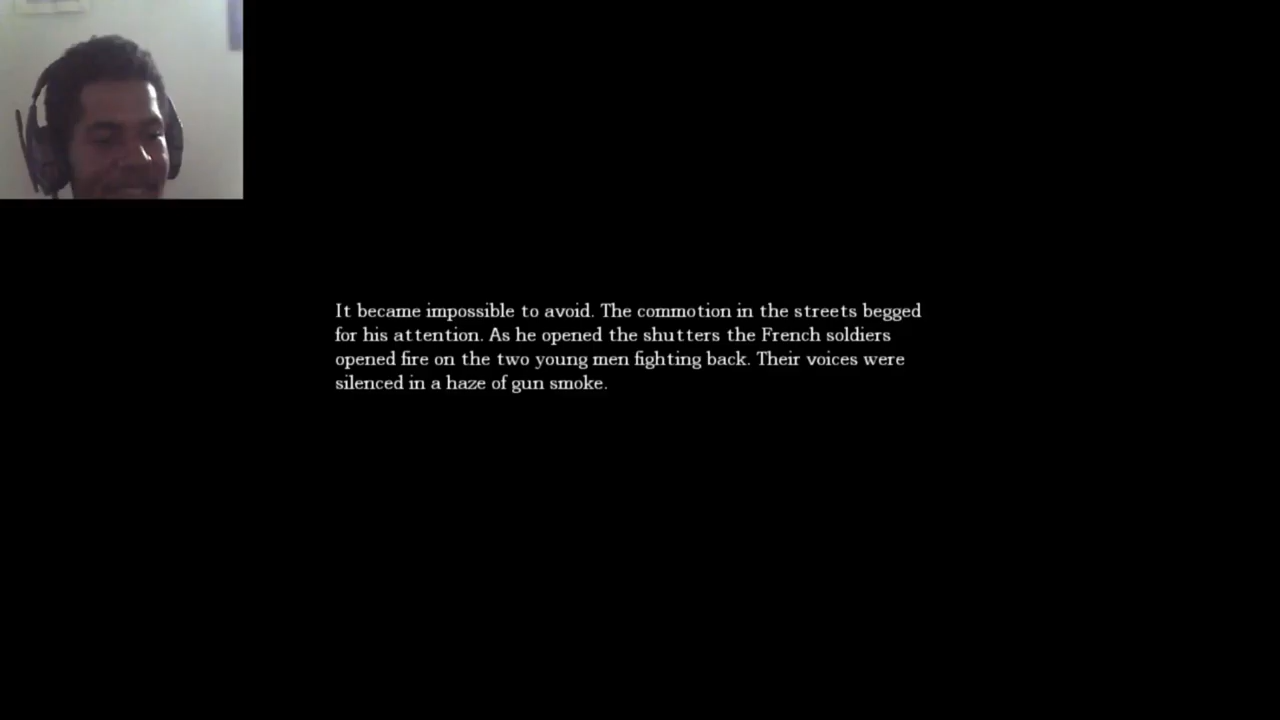 It became impossible to avoid. The commotion in the streets begged
for his attention. As he opened the shutters the French soldiers
opened fire on the two young men fighting back. Their voices were
silenced in a haze of gun smoke.